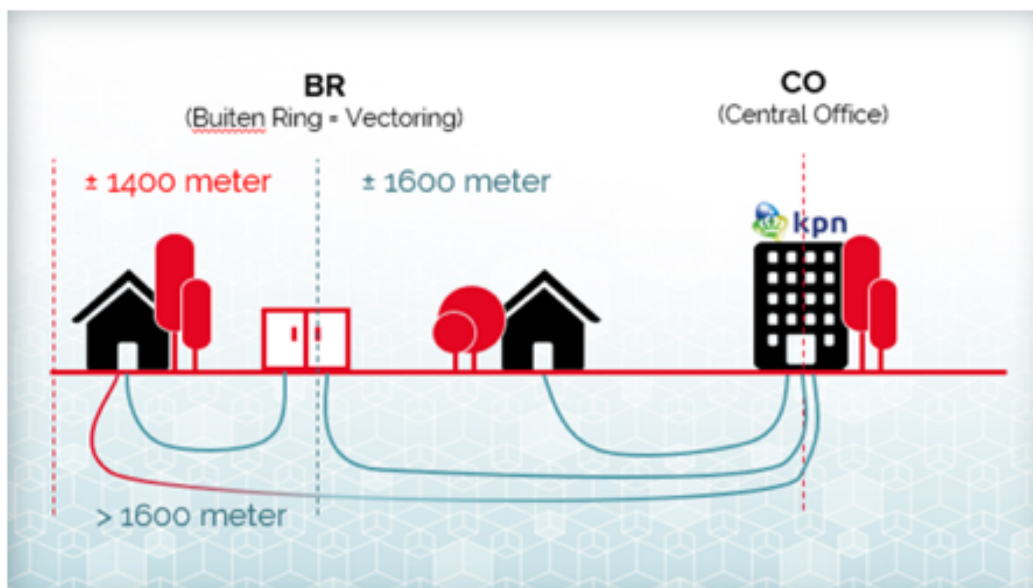 BR
(Buiten Ring = Vectoring)
CO
(Central Office)
± 1400 meter
± 1600 meter
kpn
> 1600 meter